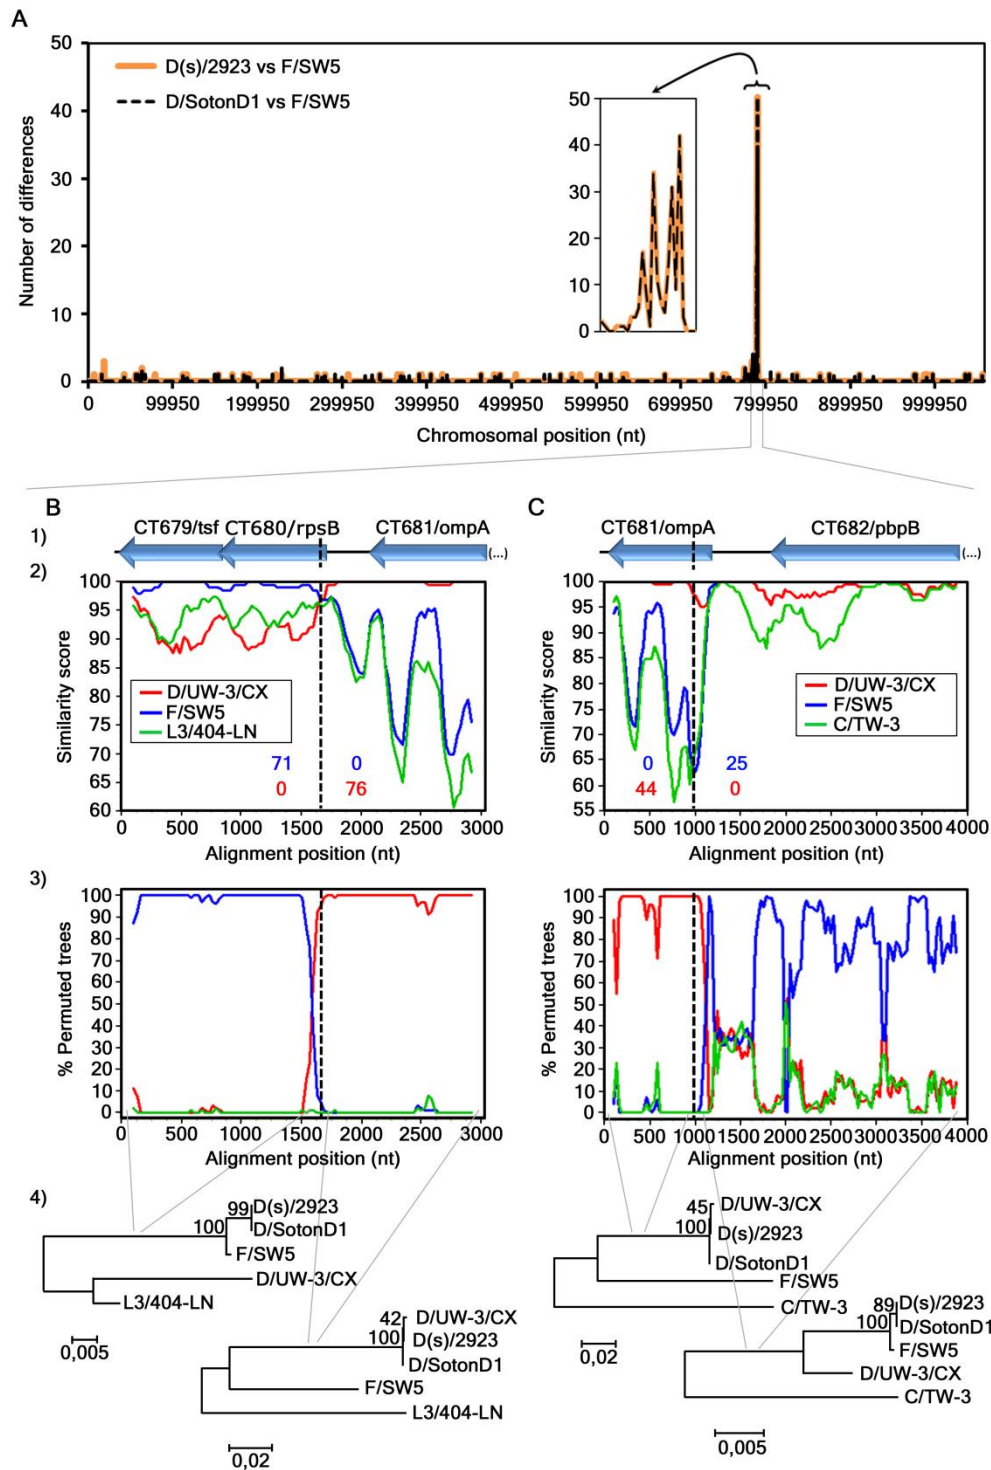 A
50
40
30
20
10
0
Number of differences
D(s)/2923 vs F/SW5
D/SotonD1 vs F/SW5
50
40
30
20
10
0
0 99950 199950 299950 399950 499950 599950 699950 799950 899950 999950
Chromosomal position (nt)
B
1)
CT679/tsf CT680/rpsB CT681/ompA
(...)
2)
100
95
90
85
80
75
70
65
60
Similarity score
D/UW-3/CX
F/SW5
L3/404-LN
71 0
0 76
0 500 1000 1500 2000 2500 3000
Alignment position (nt)
3)
100
90
80
70
60
50
40
30
20
10
0
% Permuted trees
0 500 1000 1500 2000 2500 3000
Alignment position (nt)
4)
99 D(s)/2923
D/SotonD1
100
F/SW5
D/UW-3/CX
L3/404-LN
0,005
42 D/UW-3/CX
100 D(s)/2923
D/SotonD1
F/SW5
L3/404-LN
0,02
C
CT681/ompA CT682/pbpB
(...)
100
95
90
85
80
75
70
65
60
55
Similarity score
D/UW-3/CX
F/SW5
C/TW-3
0 25
44 0
0 500 1000 1500 2000 2500 3000 3500 4000
Alignment position (nt)
100
90
80
70
60
50
40
30
20
10
0
% Permuted trees
0 500 1000 1500 2000 2500 3000 3500 4000
Alignment position (nt)
45 D/UW-3/CX
100 D(s)/2923
D/SotonD1
F/SW5
C/TW-3
0,02
89 D(s)/2923
100 D/SotonD1
F/SW5
D/UW-3/CX
C/TW-3
0,005